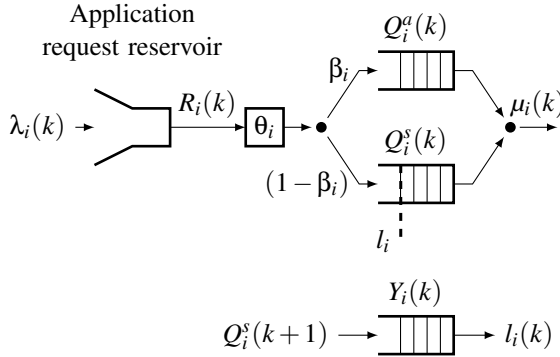 Application
request reservoir
Q_i^a(k)
β_i
λ_i(k)
R_i(k)
θ_i
μ_i(k)
Q_i^s(k)
(1 − β_i)
l_i
Y_i(k)
Q_i^s(k+1)
l_i(k)